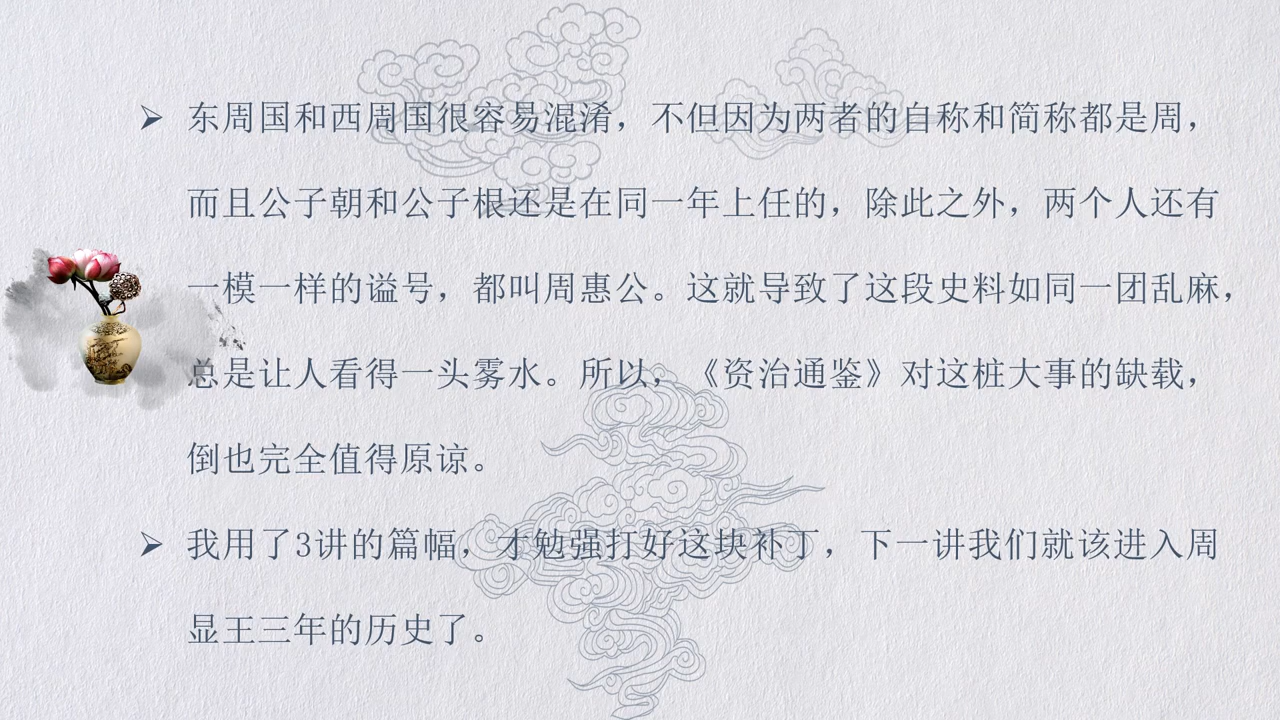 东周国和西周国很容易混淆，不但因为两者的自称和简称都是周，
而且公子朝和公子根还是在同一年上任的，除此之外，两个人还有
一模一样的谥号，都叫周惠公。这就导致了这段史料如同一团乱麻，
总是让人看得一头雾水。所以，《资治通鉴》对这桩大事的缺载，
倒也完全值得原谅。
我用了3讲的篇幅，才勉强打好这块补丁，下一讲我们就该进入周
显王三年的历史了。